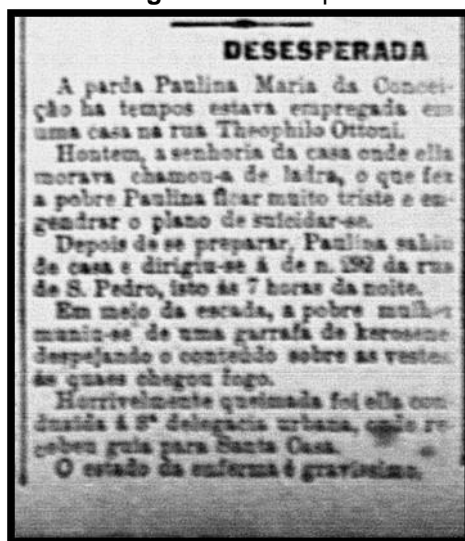 DESESPERADA
A parda Paulina Maria da Concei-
ção ha tempos estava empregada em
uma casa na rua Theophilo Ottoni.
Hontem, a senhoria da casa onde ella
morava chamou-a de ladra, o que fez
a pobre Paulina ficar muito triste e en-
gendrar o plano de suicidar-se.
Depois de se preparar, Paulina sahiu
de casa e dirigiu-se á de n. 292 da rua
de S. Pedro, isto ás 7 horas da noite.
Em meio da escada, a pobre mulher
muniu-se de uma garrafa de kerosene
despejando o conteúdo sobre as vestes
ás quaes chegou fogo.
Horrivelmente queimada foi ella con-
duzida á 3ª delegacia urbana, onde re-
cebeu guia para Santa Casa.
O estado da enferma é gravissimo.